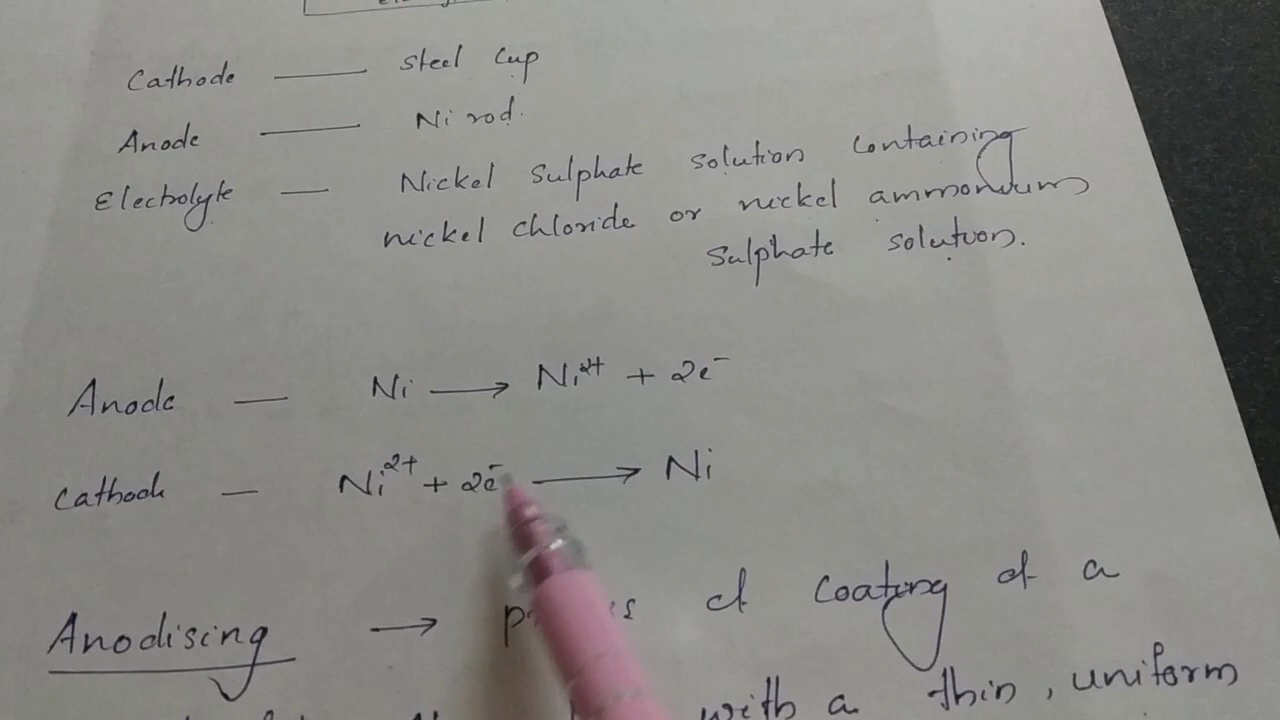 Cathode — Steel Cup
Anode — Ni rod.
Electrolyte — Nickel Sulphate solution containing
nickel chloride or nickel ammonium
Sulphate solution.
Anode — Ni → Ni²⁺ + 2e⁻
Cathode — Ni²⁺ + 2e⁻ → Ni
Anodising → of coating of a
with a thin, uniform